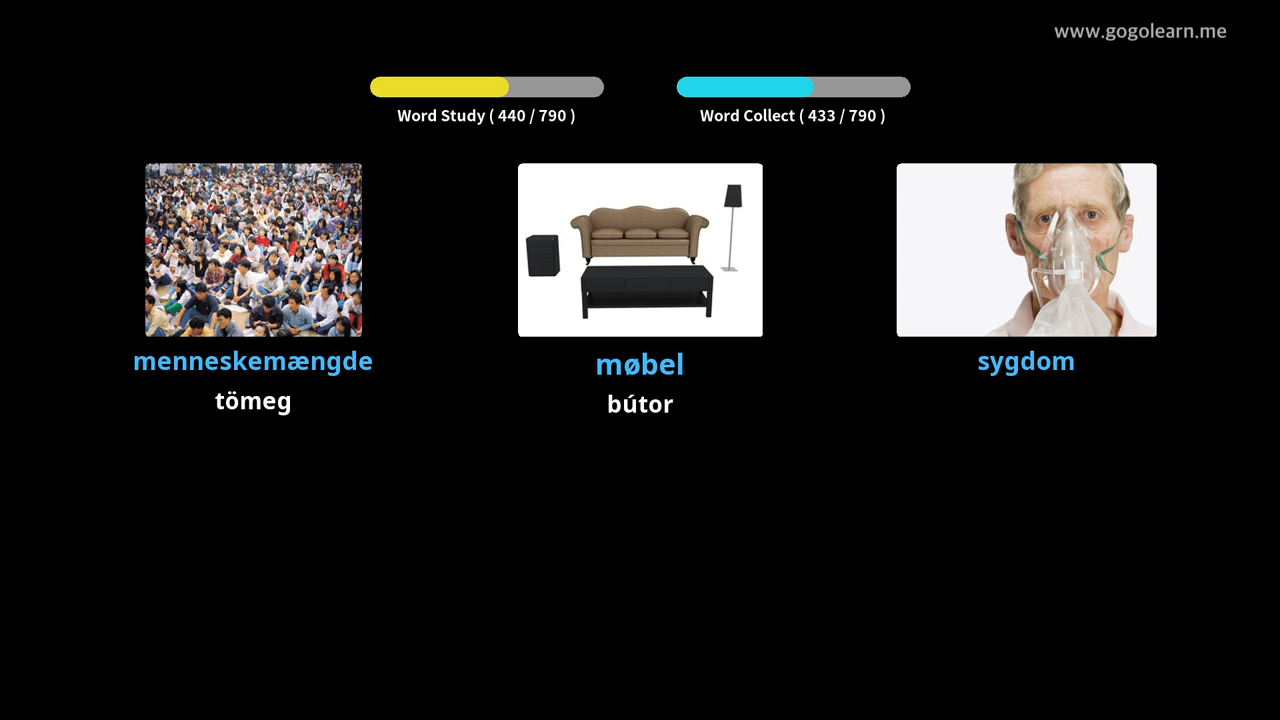 www.gogolearn.me
Word Study ( 440 / 790 )
Word Collect ( 433 / 790 )
menneskemængde
møbel
sygdom
tömeg
bútor